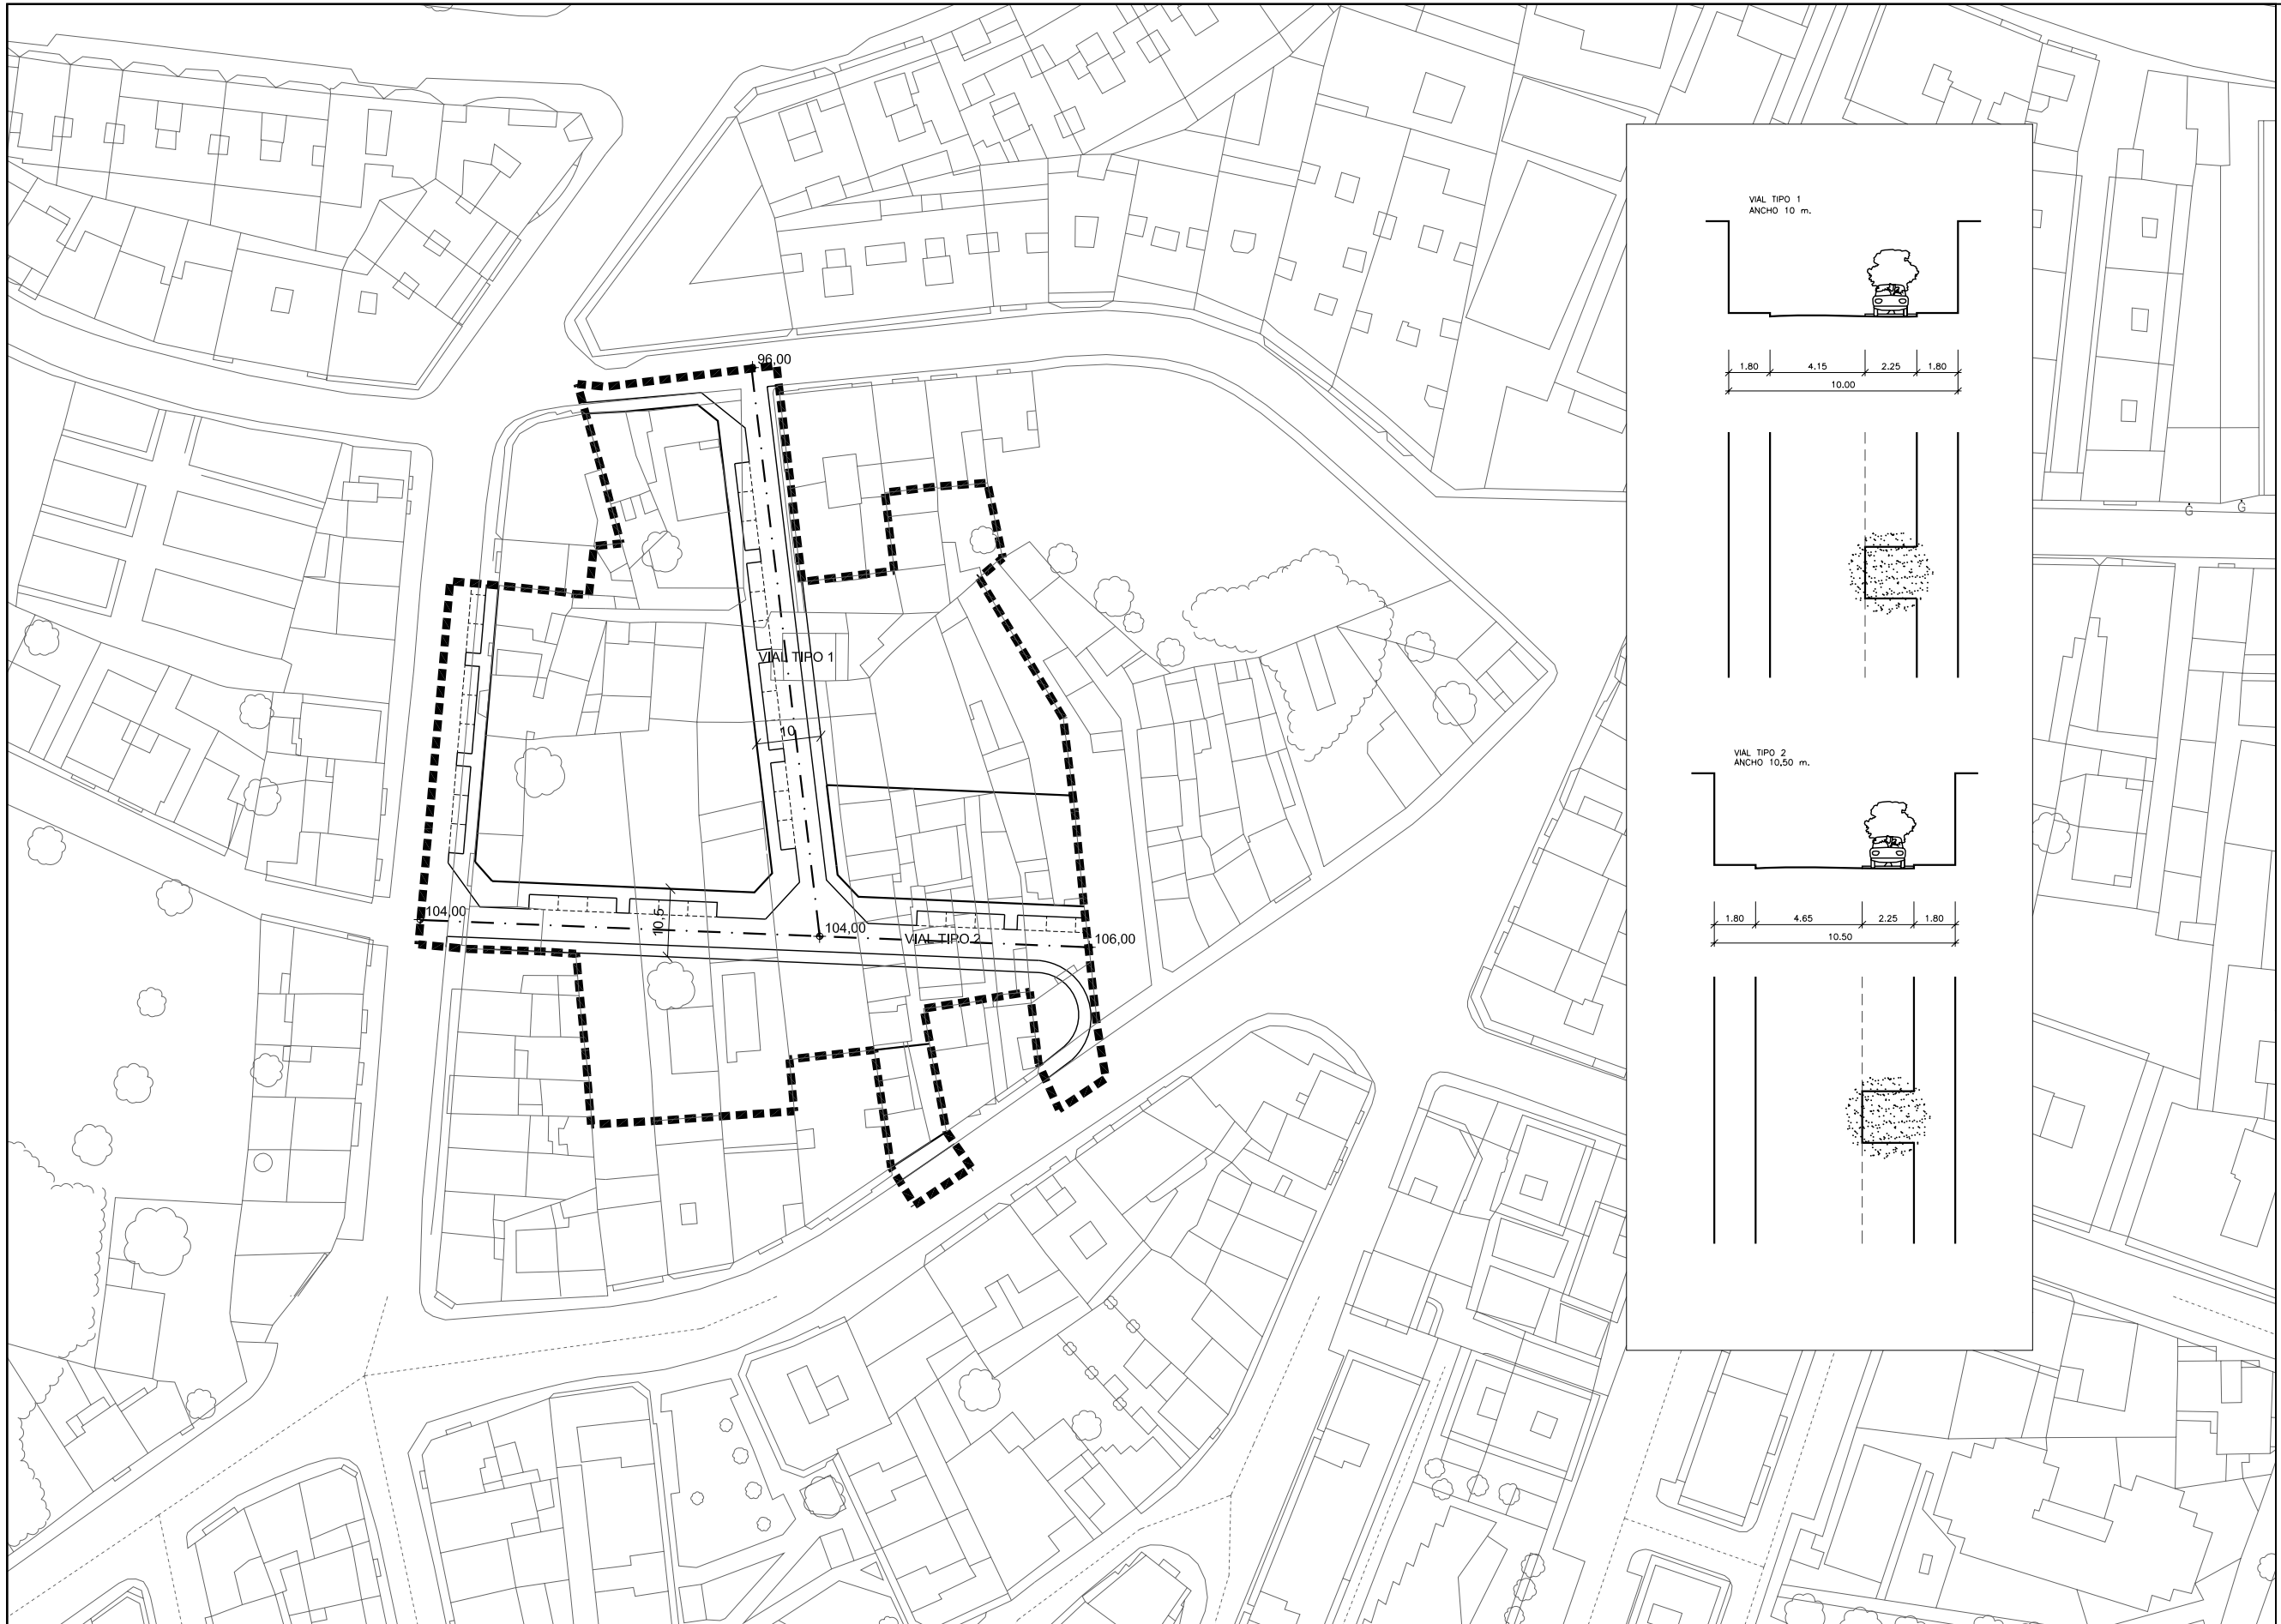 VIAL TIPO 1
ANCHO 10 m.
1.80 4.15 2.25 1.80
10.00
96,00
G G
VIAL TIPO 1
10
VIAL TIPO 2
ANCHO 10,50 m.
1.80 4.65 2.25 1.80
10.50
104,00
10,5
104,00
VIAL TIPO 2
106,00